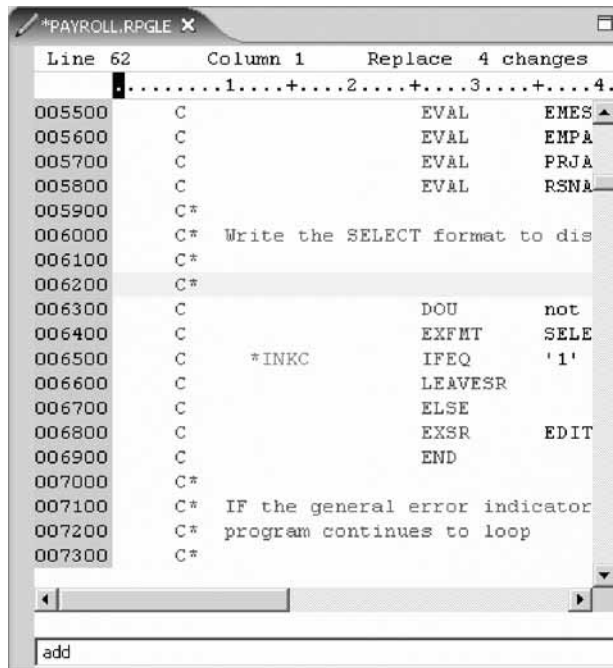 *PAYROLL.RPGLE
Line 62 Column 1 Replace 4 changes
.........1....+....2....+....3....+....4.
005500 C EVAL EMES
005600 C EVAL EMPA
005700 C EVAL PRJA
005800 C EVAL RSNA
005900 C*
006000 C* Write the SELECT format to dis
006100 C*
006200 C*
006300 C DOU not
006400 C EXFMT SELE
006500 C *INKC IFEQ '1'
006600 C LEAVESR
006700 C ELSE
006800 C EXSR EDIT
006900 C END
007000 C*
007100 C* IF the general error indicator
007200 C* program continues to loop
007300 C*
add